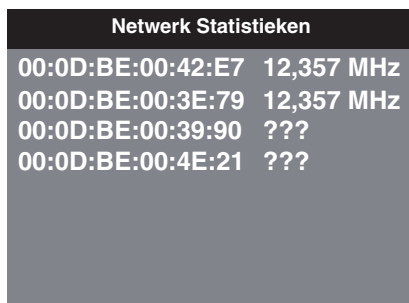 Netwerk Statistieken
00:0D:BE:00:42:E7 12,357 MHz
00:0D:BE:00:3E:79 12,357 MHz
00:0D:BE:00:39:90 ???
00:0D:BE:00:4E:21 ???